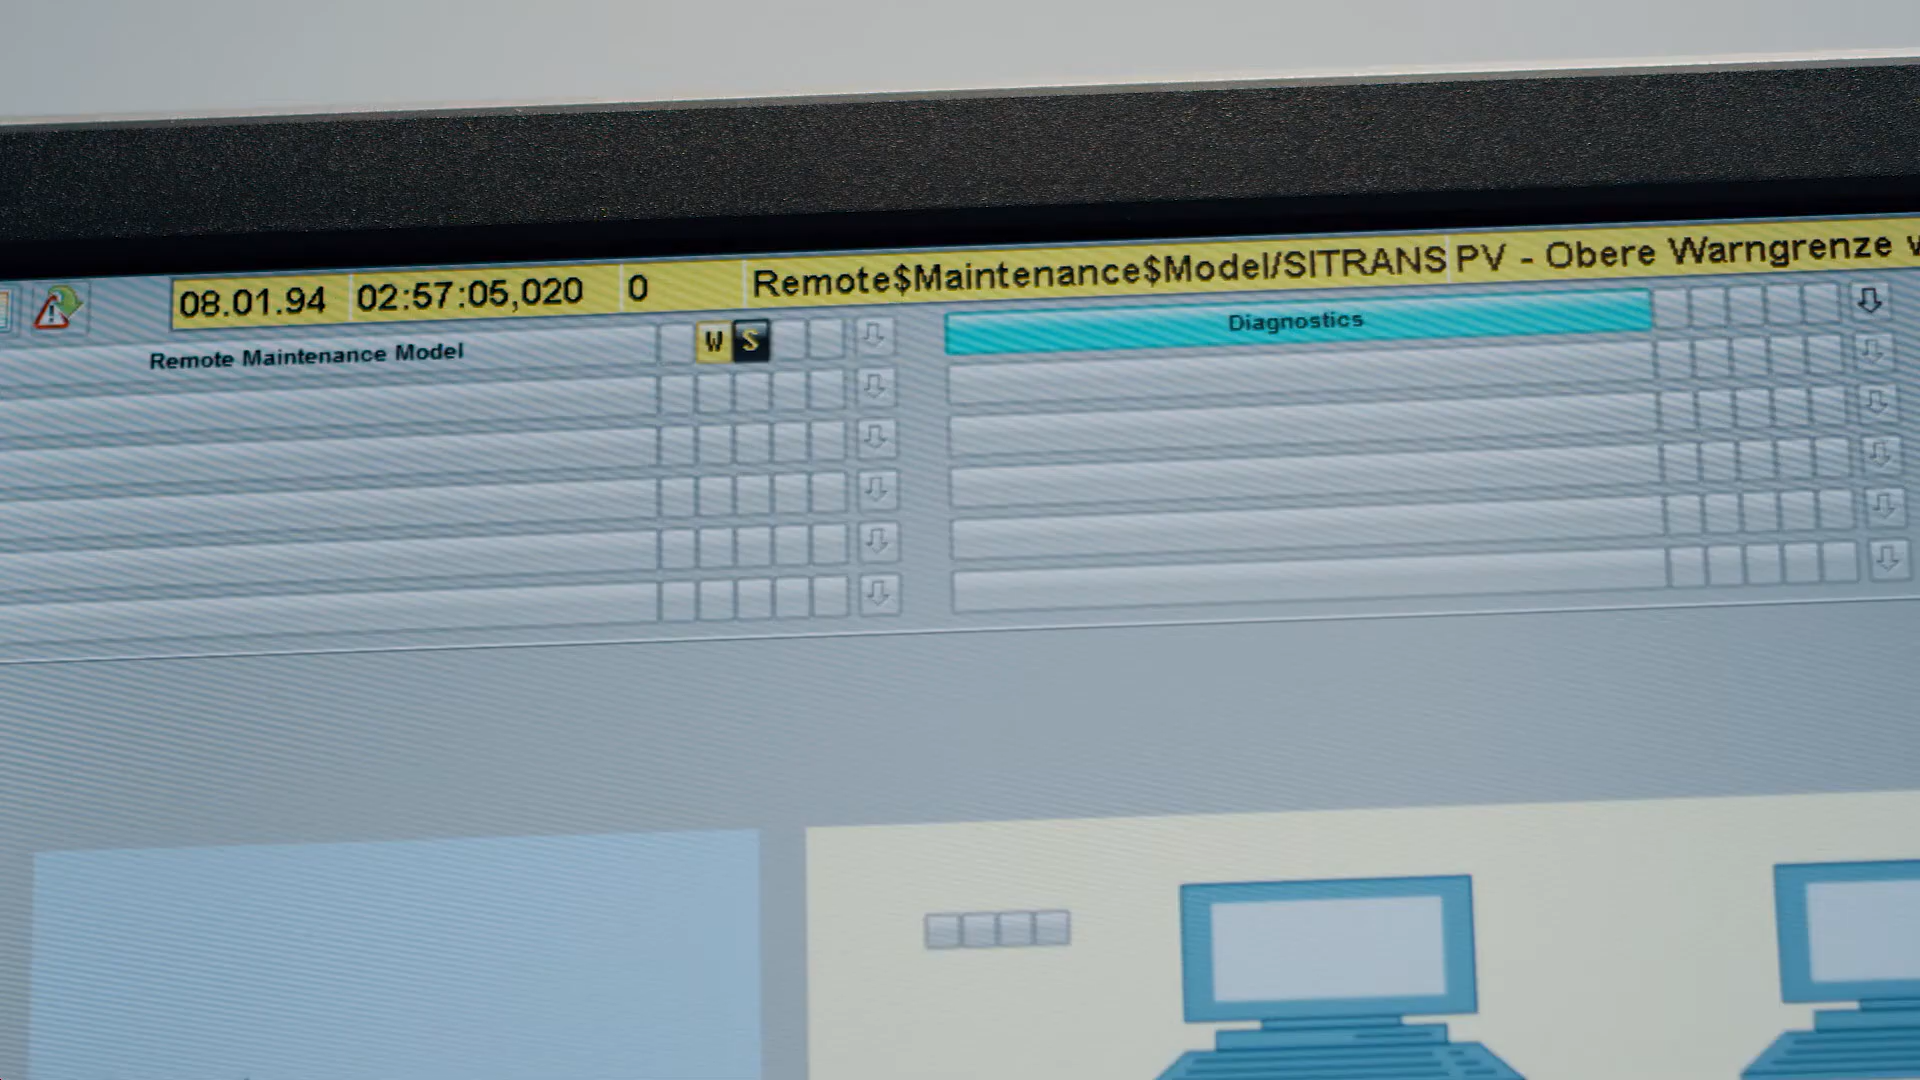 08.01.94 02:57:05,020 0 Remote$Maintenance$Model/SITRANS PV - Obere Warngrenze
Remote Maintenance Model W S
Diagnostics